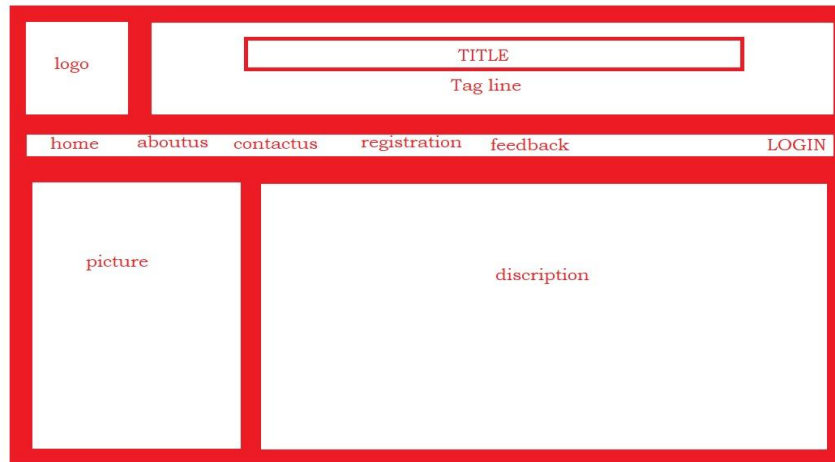 logo
TITLE
Tag line
home aboutus contactus registration feedback LOGIN
picture
discription